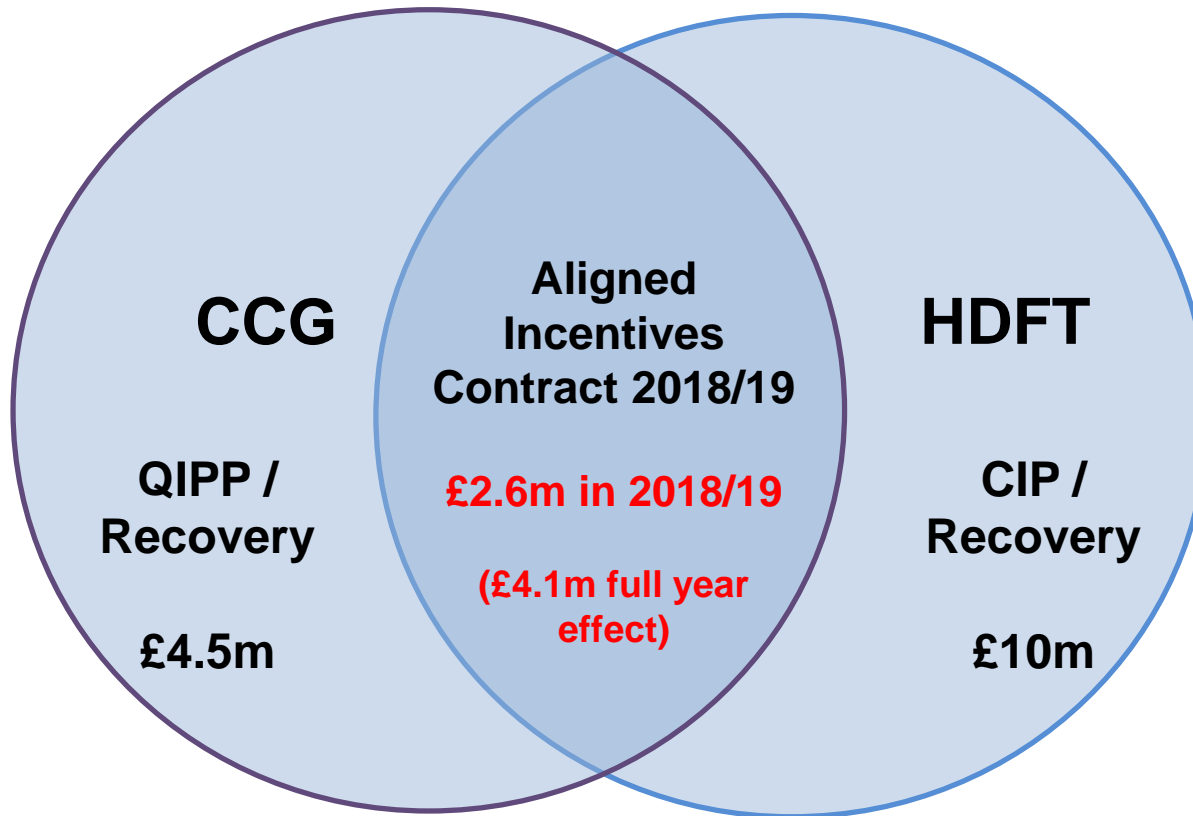 CCG
QIPP /
Recovery
£4.5m
Aligned
Incentives
Contract 2018/19
£2.6m in 2018/19
(£4.1m full year
effect)
HDFT
CIP /
Recovery
£10m